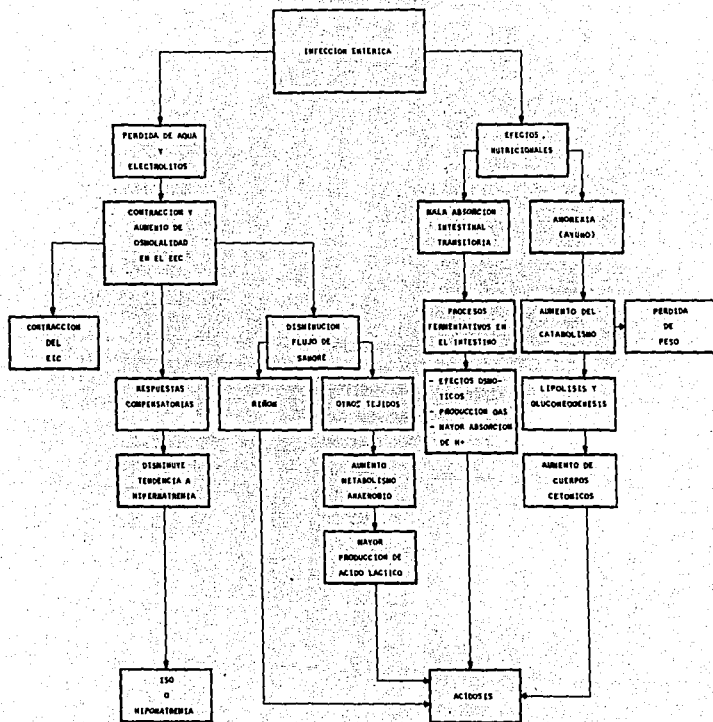 INFECCION ENTERICA
PERDIDA DE AQUA
Y
ELECTROLITOS
EFECTOS
NUTRICIONALES
CONTRACCION Y
AUMENTO DE
OSMOLALIDAD
EN EL EEC
MALA ABSORCION
INTESTINAL
TRANSITORIA
ANOREXIA
(AYUNO)
CONTRACCION
DEL
EIC
DISMINUCION
FLUJO DE
SANGRE
PROCESOS
FERMENTATIVOS EN
EL INTESTINO
AUMENTO DEL
CATABOLISMO
PERDIDA
DE
PESO
RESPUESTAS
COMPENSATORIAS
RIÑON
OTROS TEJIDOS
- EFECTOS OSMO-
TICOS
- PRODUCCION GAS
- MAYOR ABSORCION
DE H+
LIPOLISIS Y
GLUCONEOGENESIS
DISMINUYE
TENDENCIA A
HIPERNATREMIA
AUMENTO
METABOLISMO
ANAEROBIO
AUMENTO DE
CUERPOS
CETONICOS
MAYOR
PRODUCCION DE
ACIDO LACTICO
ISO
O
HIPONATREMIA
ACIDOSIS